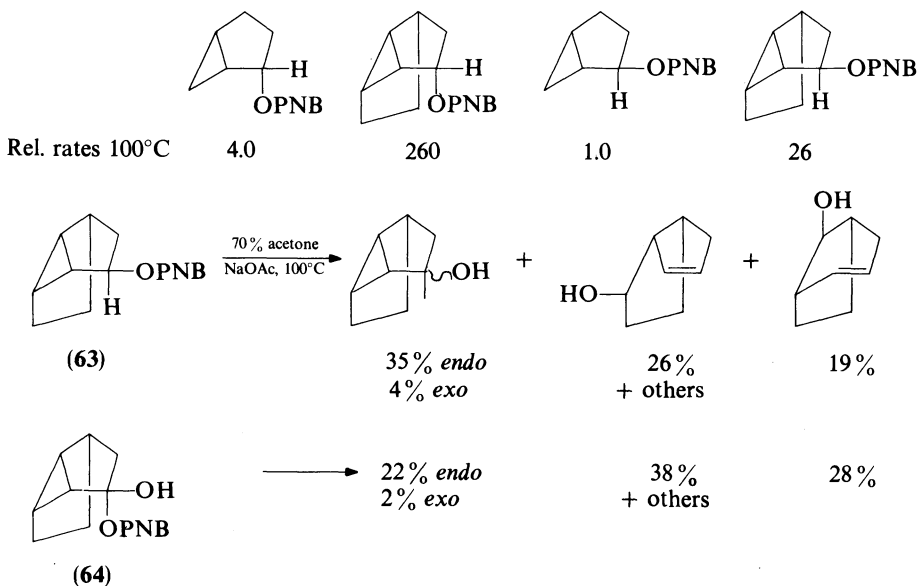 H
OPNB
H
OPNB
OPNB
H
OPNB
H
Rel. rates 100°C 4.0 260 1.0 26
OPNB
H
70% acetone
NaOAc, 100°C
OH
+
HO
+
OH
(63)
35% endo 26% 19%
4% exo + others
OH
OPNB
22% endo 38% 28%
2% exo + others
(64)